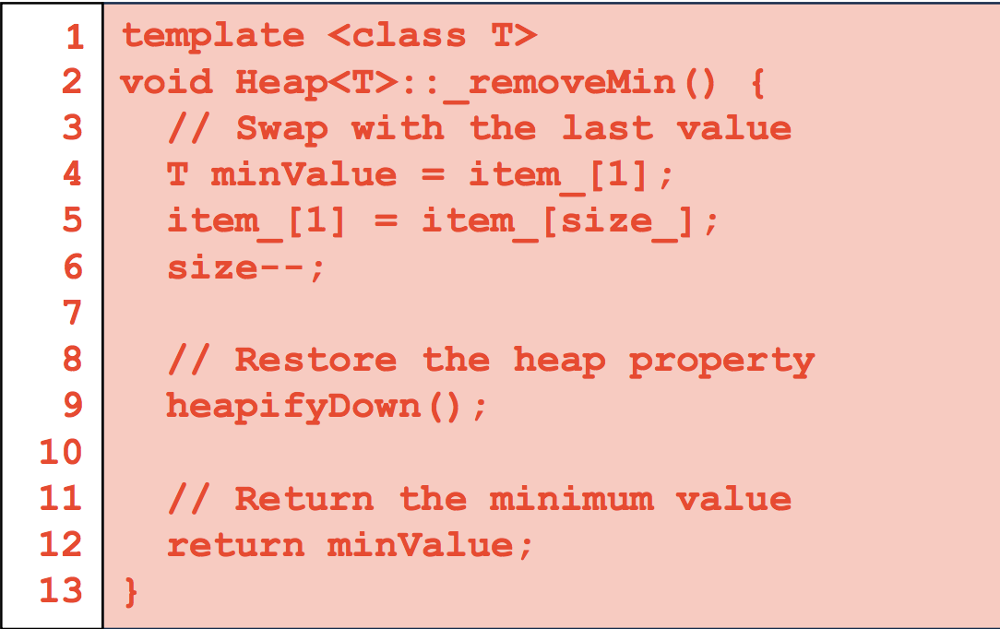 1 template <class T>
2 void Heap<T>::_removeMin() {
3   // Swap with the last value
4   T minValue = item_[1];
5   item_[1] = item_[size_];
6   size--;
7
8   // Restore the heap property
9   heapifyDown();
10
11   // Return the minimum value
12   return minValue;
13 }